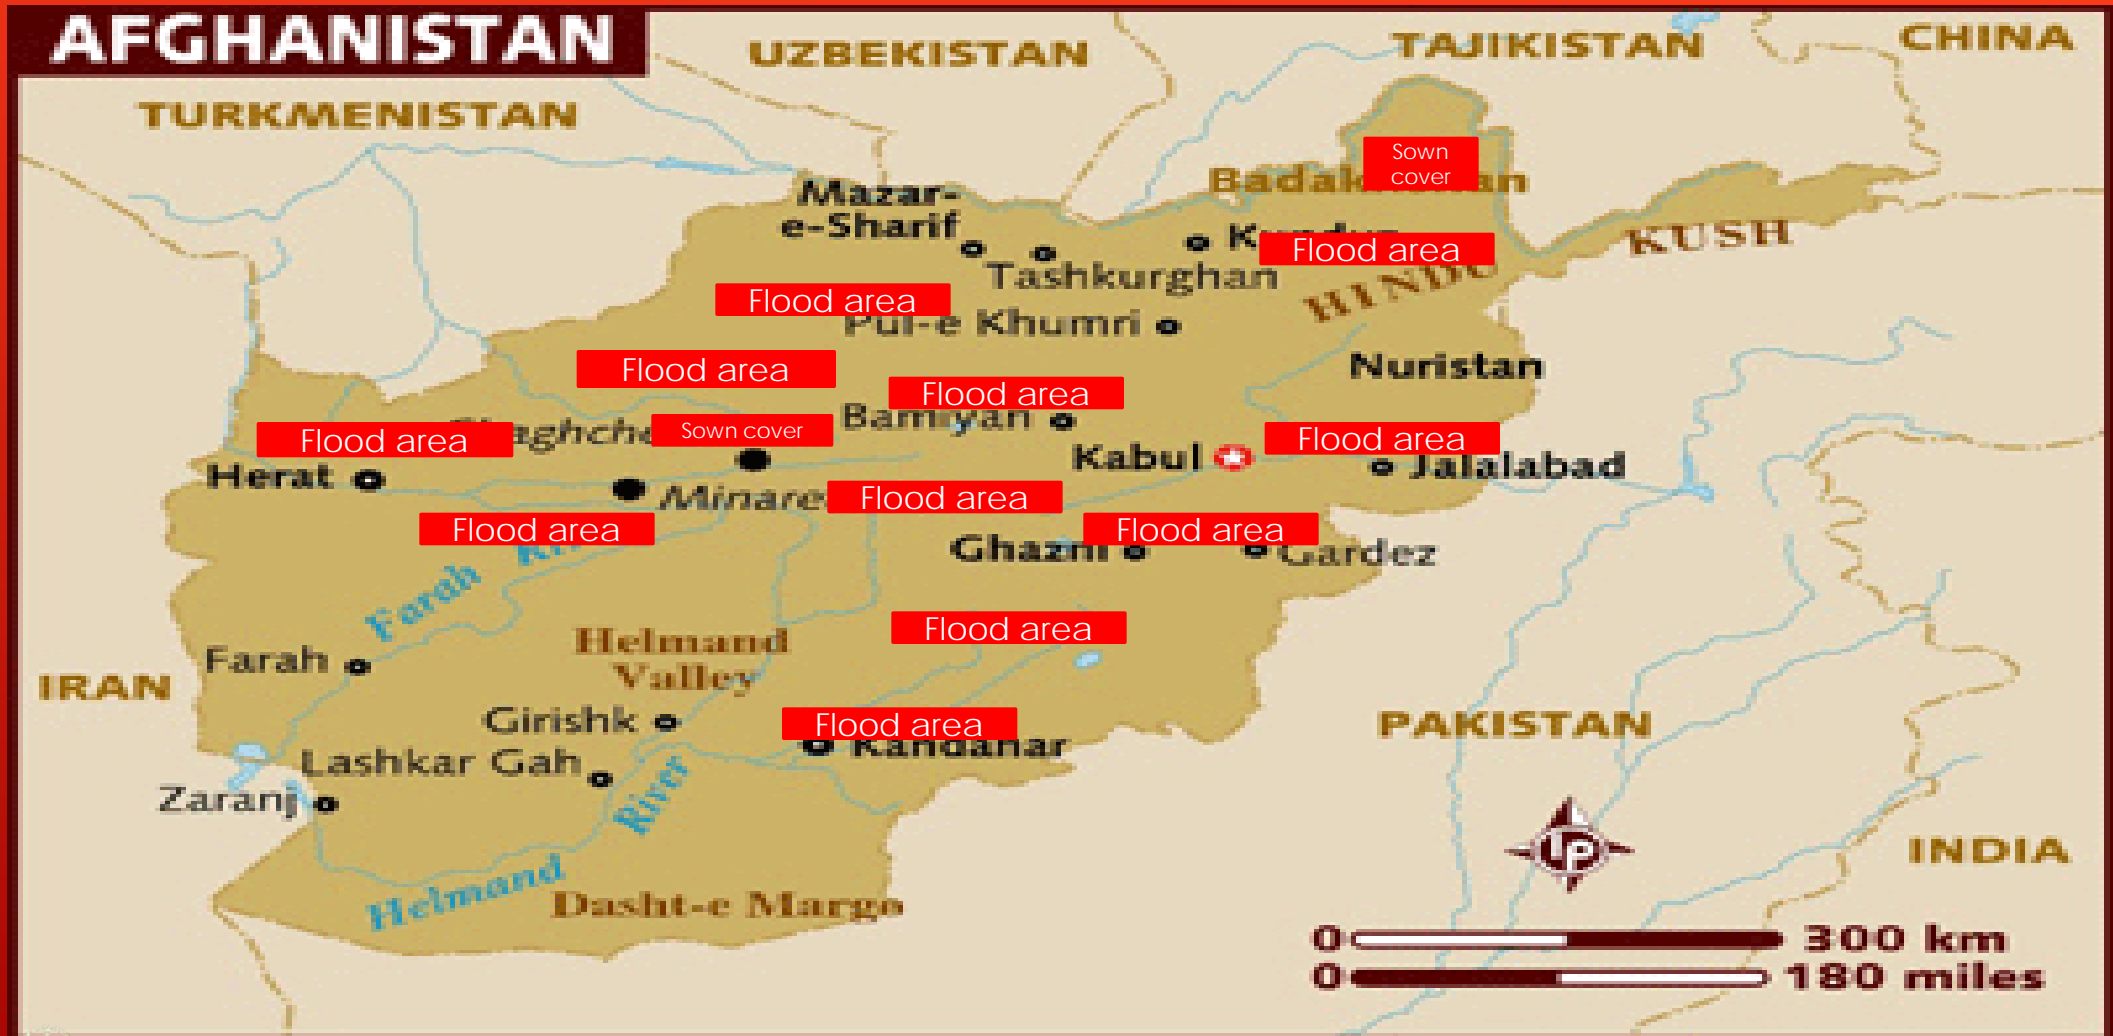 AFGHANISTAN
UZBEKISTAN
TAJIKISTAN
CHINA
TURKMENISTAN
Sown
cover
Mazar-
e-Sharif
Flood area
KUSH
Tashkurghan
HINDU
Flood area
Pul-e Khumri
Nuristan
Flood area
Flood area
Bamiyan
Flood area
Sown cover
Flood area
Herat
Kabul
Jalalabad
Flood area
Flood area
Flood area
Ghazni
Gardez
Farah
Helmand
Valley
Flood area
Farah
IRAN
Girishk
Flood area
Kandahar
PAKISTAN
Lashkar Gah
Zaranj
River
Helmand
Dasht-e Margo
LP
INDIA
0 300 km
0 180 miles